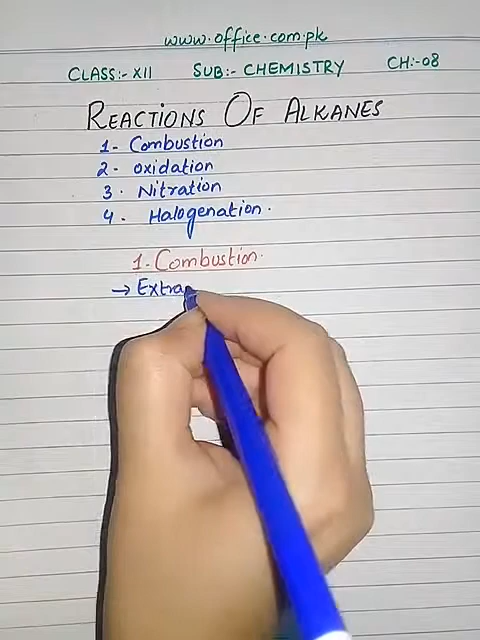 www.office.com.pk
CLASS:- XII SUB:- CHEMISTRY CH:-08
REACTIONS OF ALKANES
1- Combustion
2- oxidation
3. Nitration
4. Halogenation.
1. Combustion.
→ Extra